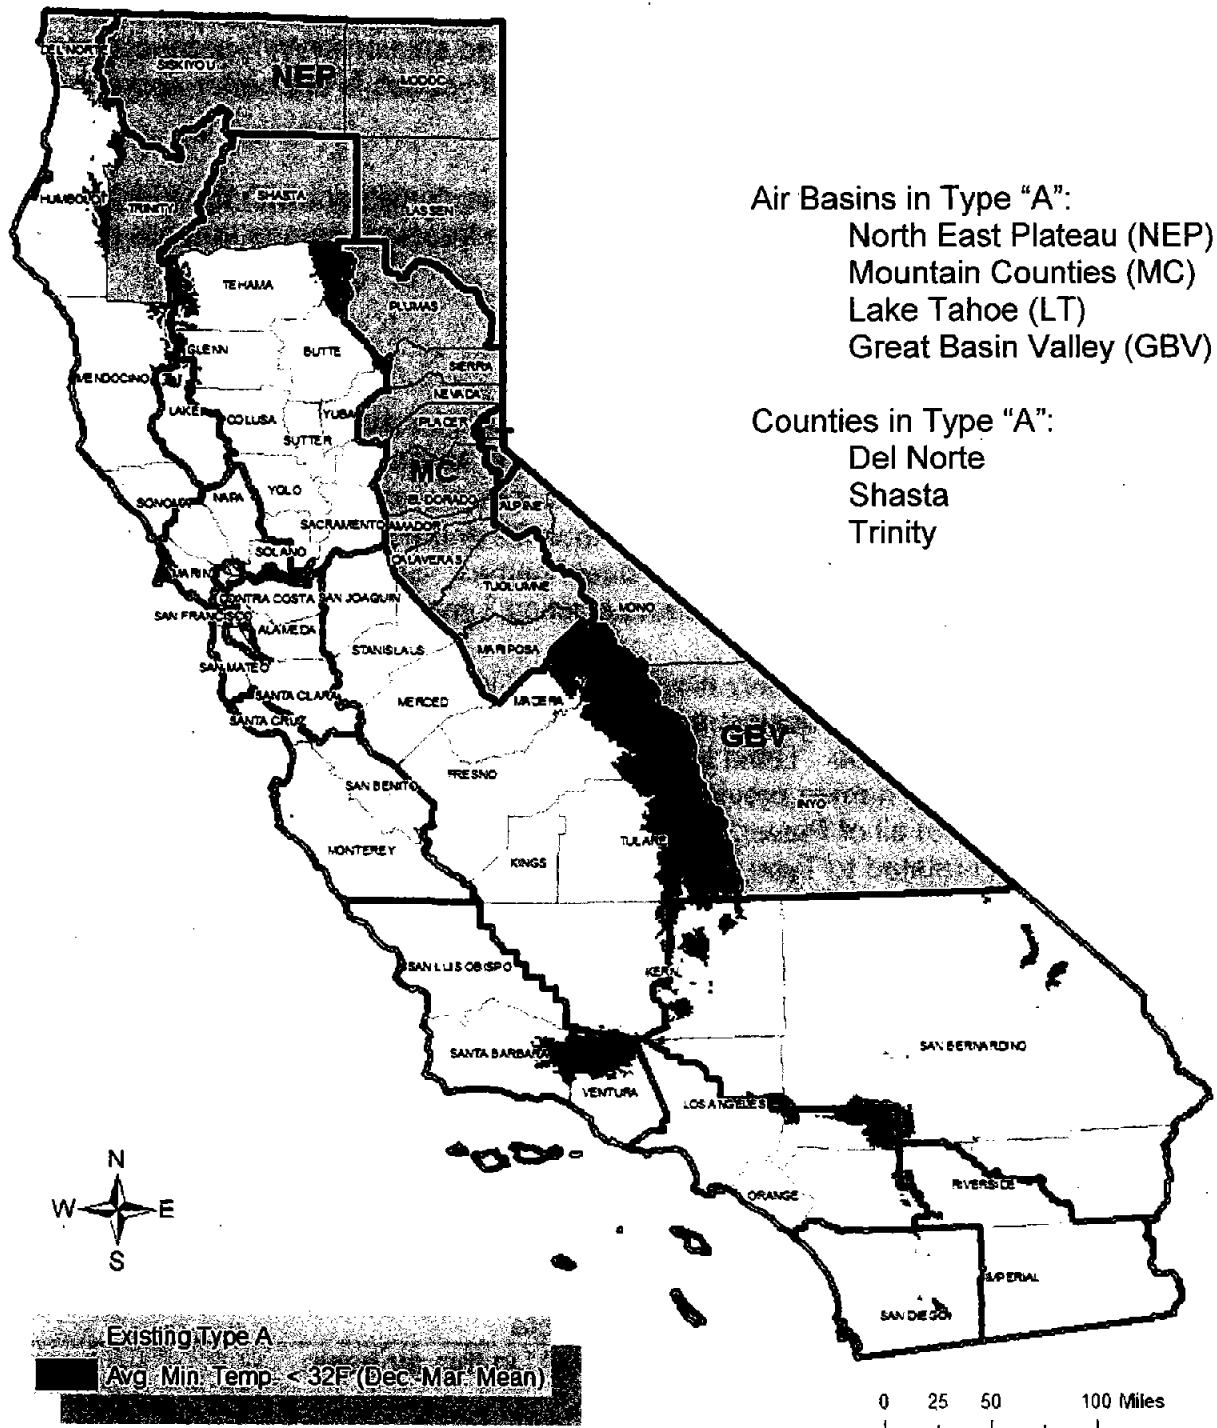 DEL NORTE
SISKIYOU
NEP
MODOC
HUMBOLDT
TRINITY
SHASTA
LASSEN
TEHAMA
PLUMAS
GLENN
BUTTE
SIERRA
MENDOCINO
NEVADA
LAKE
COLUSA
YUBA
PLACER
SUTTER
MC
SONOMA
NAPA
YOLO
EL DORADO
ALPINE
SACRAMENTO
AMADOR
SOLANO
CALAVERAS
MARIN
TUOLUMNE
CONTRA COSTA
SAN JOAQUIN
MONO
SAN FRANCISCO
ALAMEDA
STANISLAUS
MARIPOSA
SAN MATEO
SANTA CLARA
MERCED
MADERA
SANTA CRUZ
GBV
FRESNO
SAN BENITO
INYO
TULARE
MONTEREY
KINGS
SAN LUIS OBISPO
KERN
SANTA BARBARA
SAN BERNARDINO
VENTURA
LOS ANGELES
RIVERSIDE
ORANGE
IMPERIAL
SAN DIEGO
Air Basins in Type “A”:
North East Plateau (NEP)
Mountain Counties (MC)
Lake Tahoe (LT)
Great Basin Valley (GBV)
Counties in Type “A”:
Del Norte
Shasta
Trinity
N
W E
S
Existing Type A
Avg. Min. Temp. < 32F (Dec.-Mar. Mean)
0 25 50 100 Miles